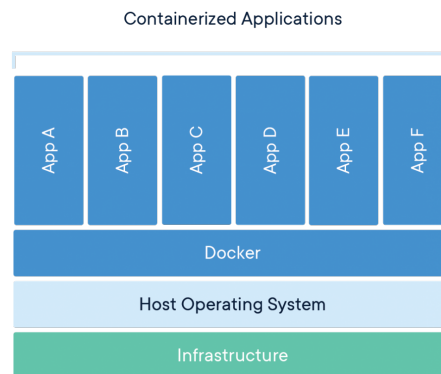 Containerized Applications
App A
App B
App C
App D
App E
App F
Docker
Host Operating System
Infrastructure